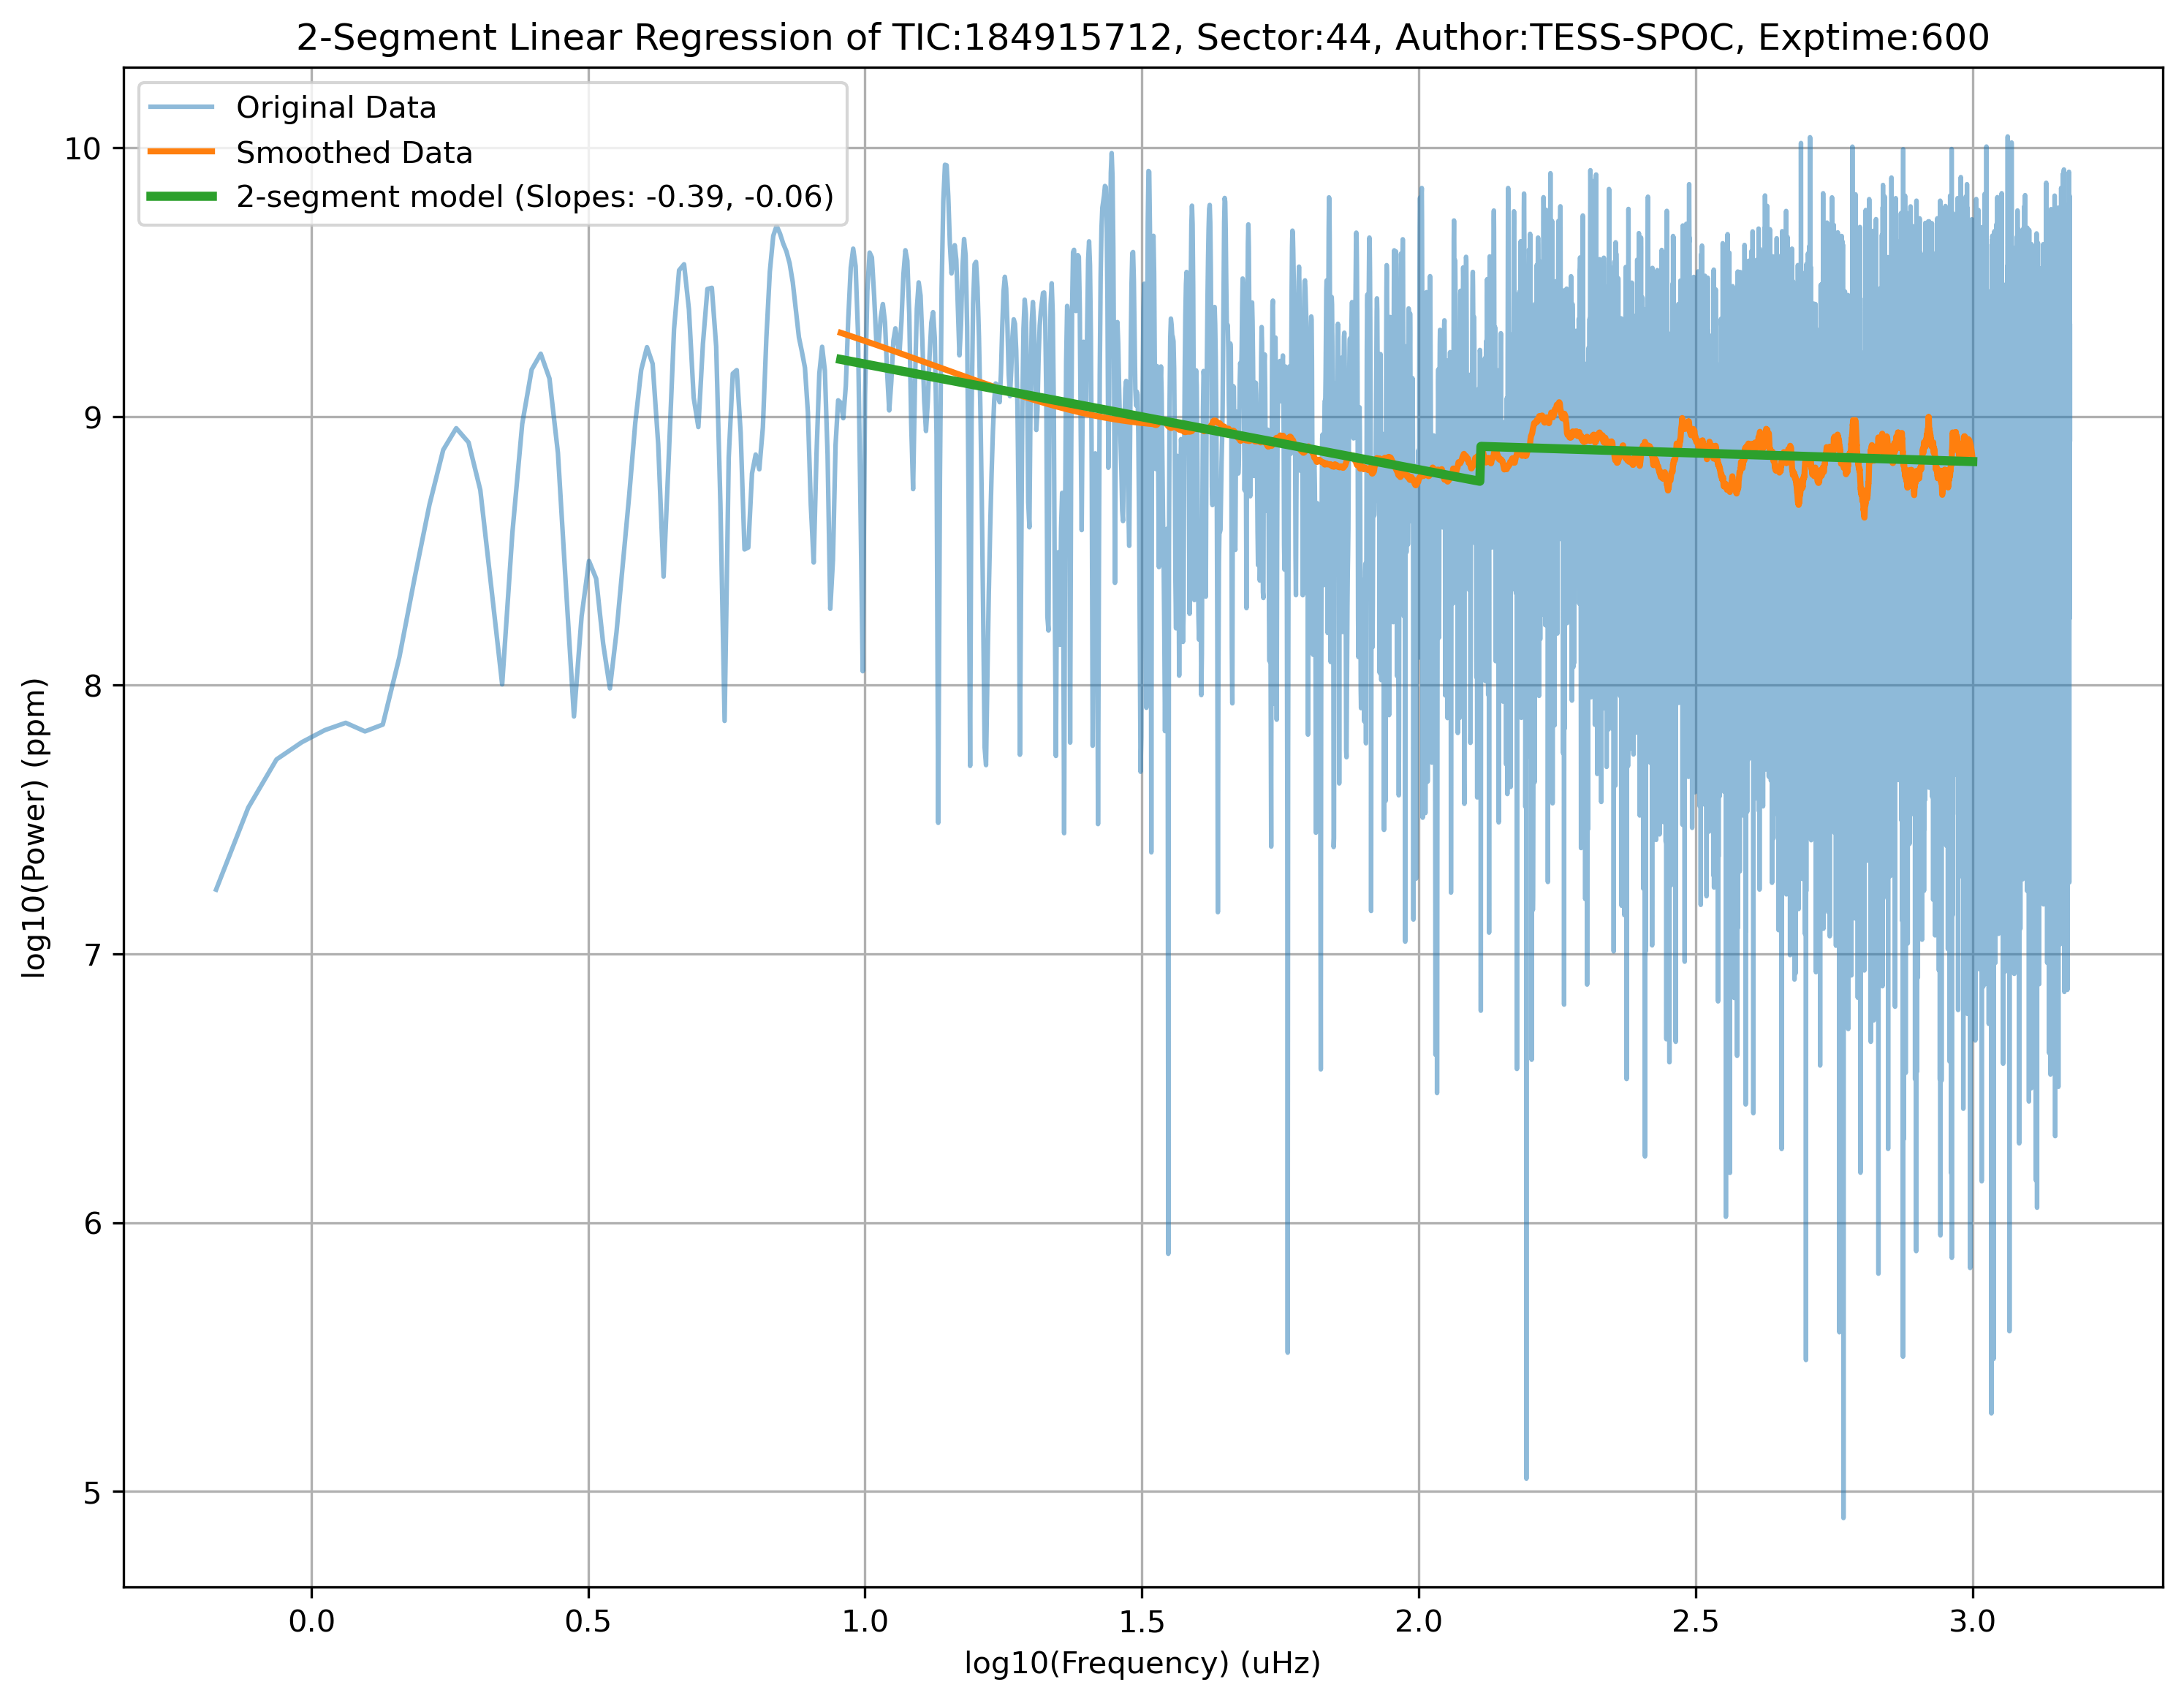 2-Segment Linear Regression of TIC:184915712, Sector:44, Author:TESS-SPOC, Exptime:600
Original Data
Smoothed Data
2-segment model (Slopes: -0.39, -0.06)
log10(Power) (ppm)
10
9
8
7
6
5
0.0 0.5 1.0 1.5 2.0 2.5 3.0
log10(Frequency) (uHz)